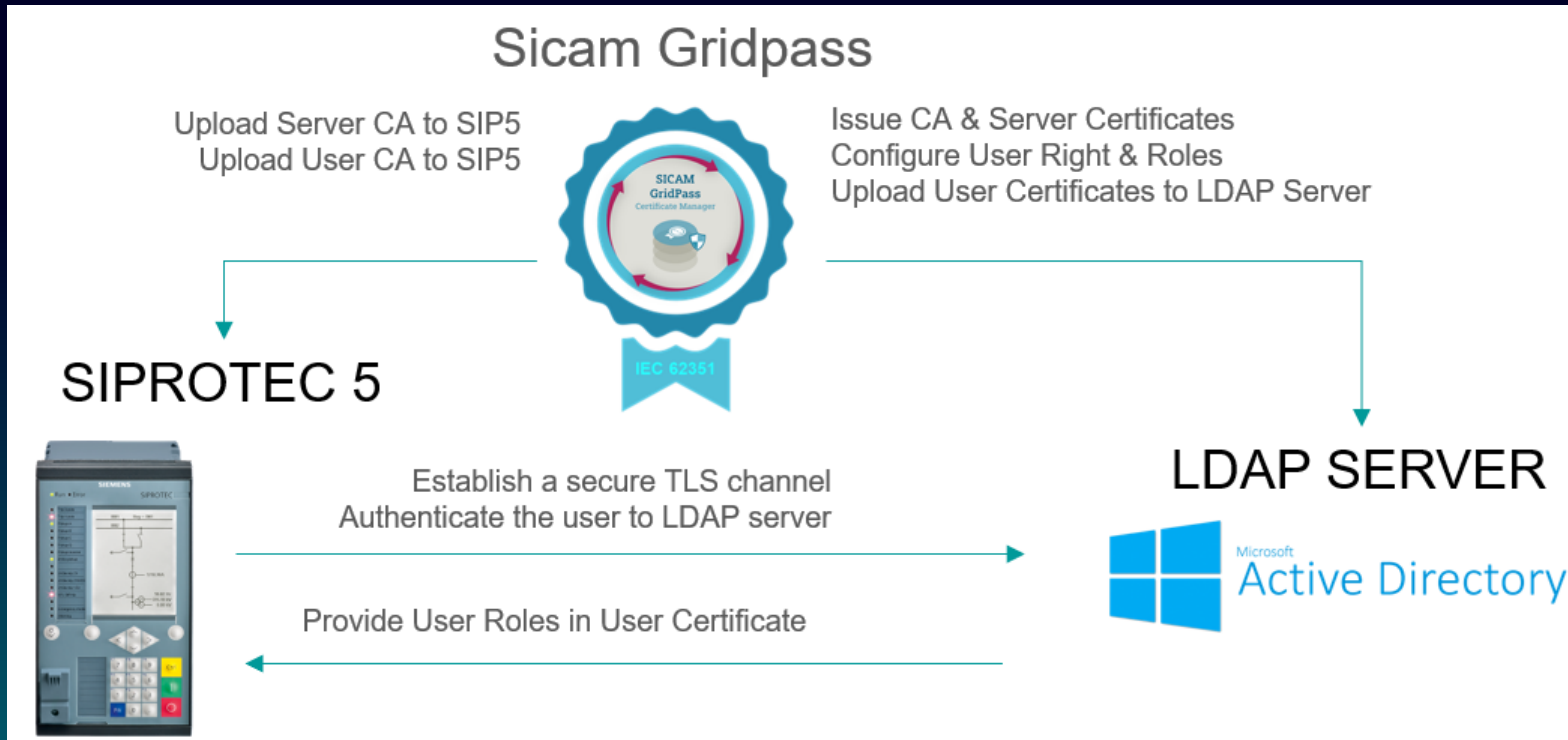 Sicam Gridpass
Upload Server CA to SIP5
Upload User CA to SIP5
Issue CA & Server Certificates
Configure User Right & Roles
Upload User Certificates to LDAP Server
SICAM
GridPass
Certificate Manager
IEC 62351
SIPROTEC 5
SIEMENS
SIPROTEC
Establish a secure TLS channel
Authenticate the user to LDAP server
Provide User Roles in User Certificate
LDAP SERVER
Microsoft
Active Directory